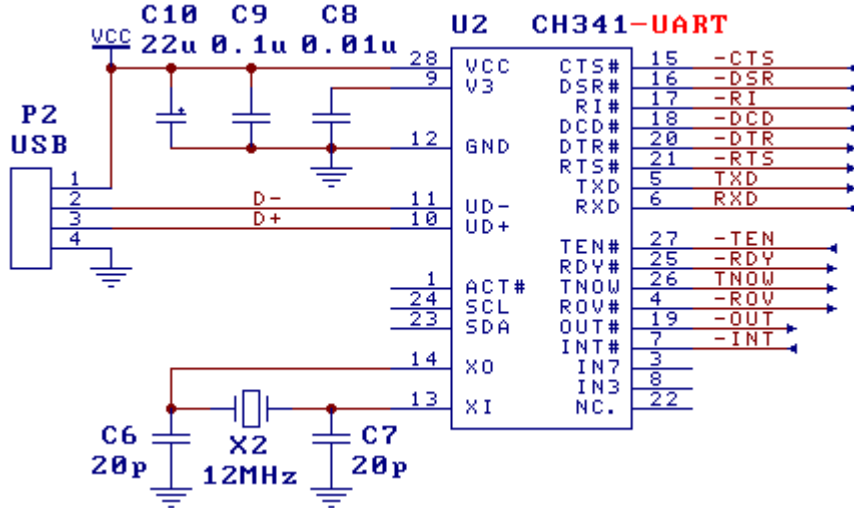 C10 C9 C8 U2 CH341-UART
VCC 22u 0.1u 0.01u
28 VCC CTS# 15 -CTS
9 V3 DSR# 16 -DSR
RI# 17 -RI
P2 DCD# 18 -DCD
USB 12 GND DTR# 20 -DTR
RTS# 21 -RTS
1 TXD 5 TXD
2 D- 11 UD- RXD 6 RXD
3 D+ 10 UD+
4 TEN# 27 -TEN
RDY# 25 -RDY
1 ACT# TNOW 26 TNOW
24 SCL ROV# 4 -ROV
23 SDA OUT# 19 -OUT
INT# 7 -INT
14 XO IN7 3
IN3 8
13 XI NC. 22
C6 X2 C7
20p 12MHz 20p